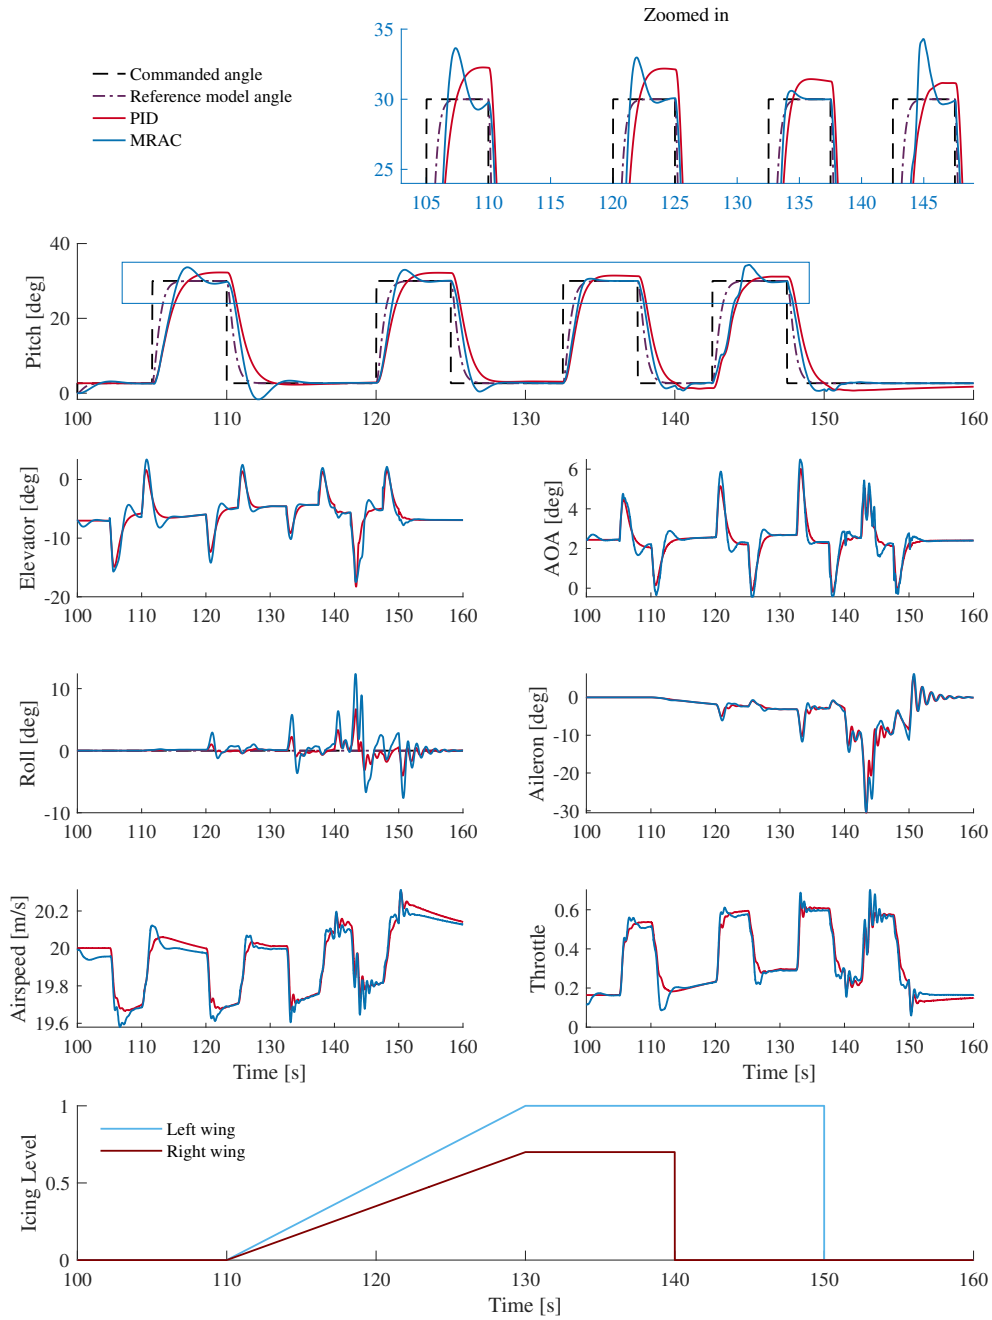 Zoomed in
Commanded angle
Reference model angle
PID
MRAC
35
30
25
105 110 115 120 125 130 135 140 145
Pitch [deg]
40
20
0
100 110 120 130 140 150 160
Elevator [deg]
0
-10
-20
100 110 120 130 140 150 160
AOA [deg]
6
4
2
0
100 110 120 130 140 150 160
Roll [deg]
10
0
-10
100 110 120 130 140 150 160
Aileron [deg]
0
-10
-20
-30
100 110 120 130 140 150 160
Airspeed [m/s]
20.2
20
19.8
19.6
100 110 120 130 140 150 160
Time [s]
Throttle
0.6
0.4
0.2
0
100 110 120 130 140 150 160
Time [s]
Icing Level
1
0.5
0
Left wing
Right wing
100 110 120 130 140 150 160
Time [s]